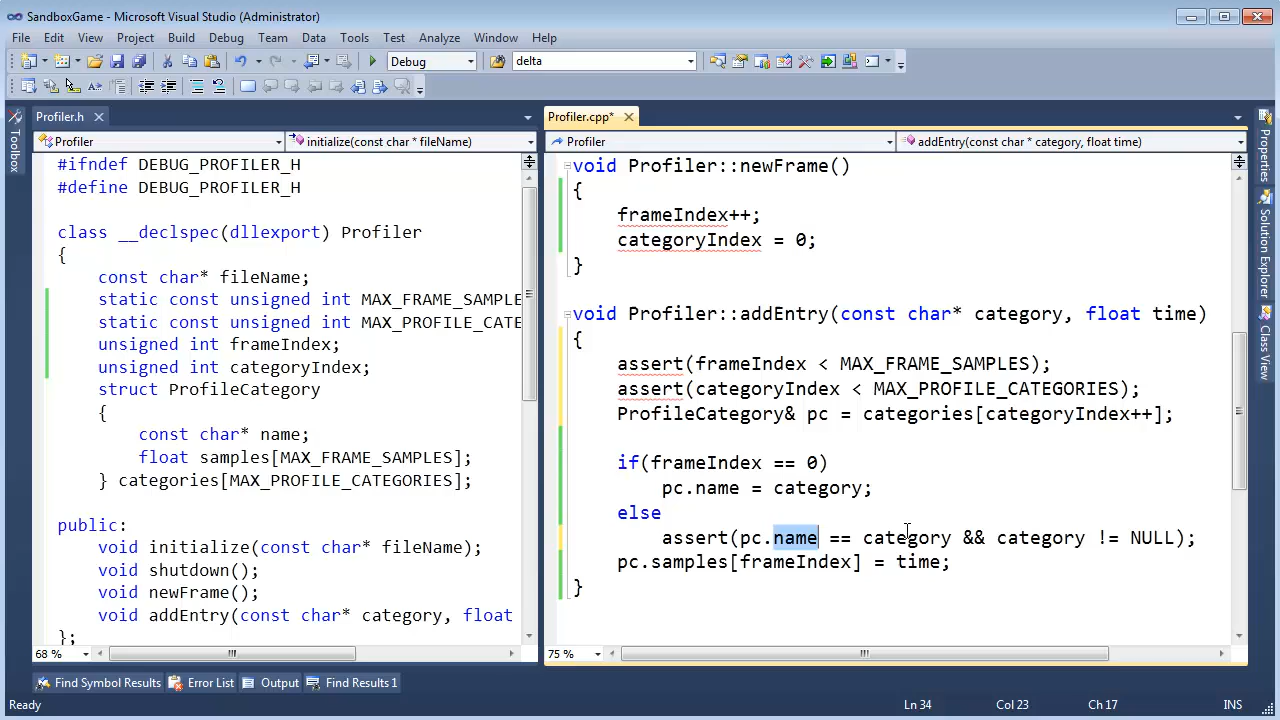 SandboxGame - Microsoft Visual Studio (Administrator)
File Edit View Project Build Debug Team Data Tools Test Analyze Window Help
Debug delta
Toolbox
Profiler.h
Profiler initialize(const char * fileName)
#ifndef DEBUG_PROFILER_H
#define DEBUG_PROFILER_H
class __declspec(dllexport) Profiler
{
const char* fileName;
static const unsigned int MAX_FRAME_SAMPLE
static const unsigned int MAX_PROFILE_CATE
unsigned int frameIndex;
unsigned int categoryIndex;
struct ProfileCategory
{
const char* name;
float samples[MAX_FRAME_SAMPLES];
} categories[MAX_PROFILE_CATEGORIES];
public:
void initialize(const char* fileName);
void shutdown();
void newFrame();
void addEntry(const char* category, float
};
68 %
Profiler.cpp*
Profiler addEntry(const char * category, float time)
void Profiler::newFrame()
{
frameIndex++;
categoryIndex = 0;
}
void Profiler::addEntry(const char* category, float time)
{
assert(frameIndex < MAX_FRAME_SAMPLES);
assert(categoryIndex < MAX_PROFILE_CATEGORIES);
ProfileCategory& pc = categories[categoryIndex++];
if(frameIndex == 0)
pc.name = category;
else
assert(pc.name == category && category != NULL);
pc.samples[frameIndex] = time;
}
75 %
Properties
Solution Explorer
Class View
Find Symbol Results Error List Output Find Results 1
Ready Ln 34 Col 23 Ch 17 INS